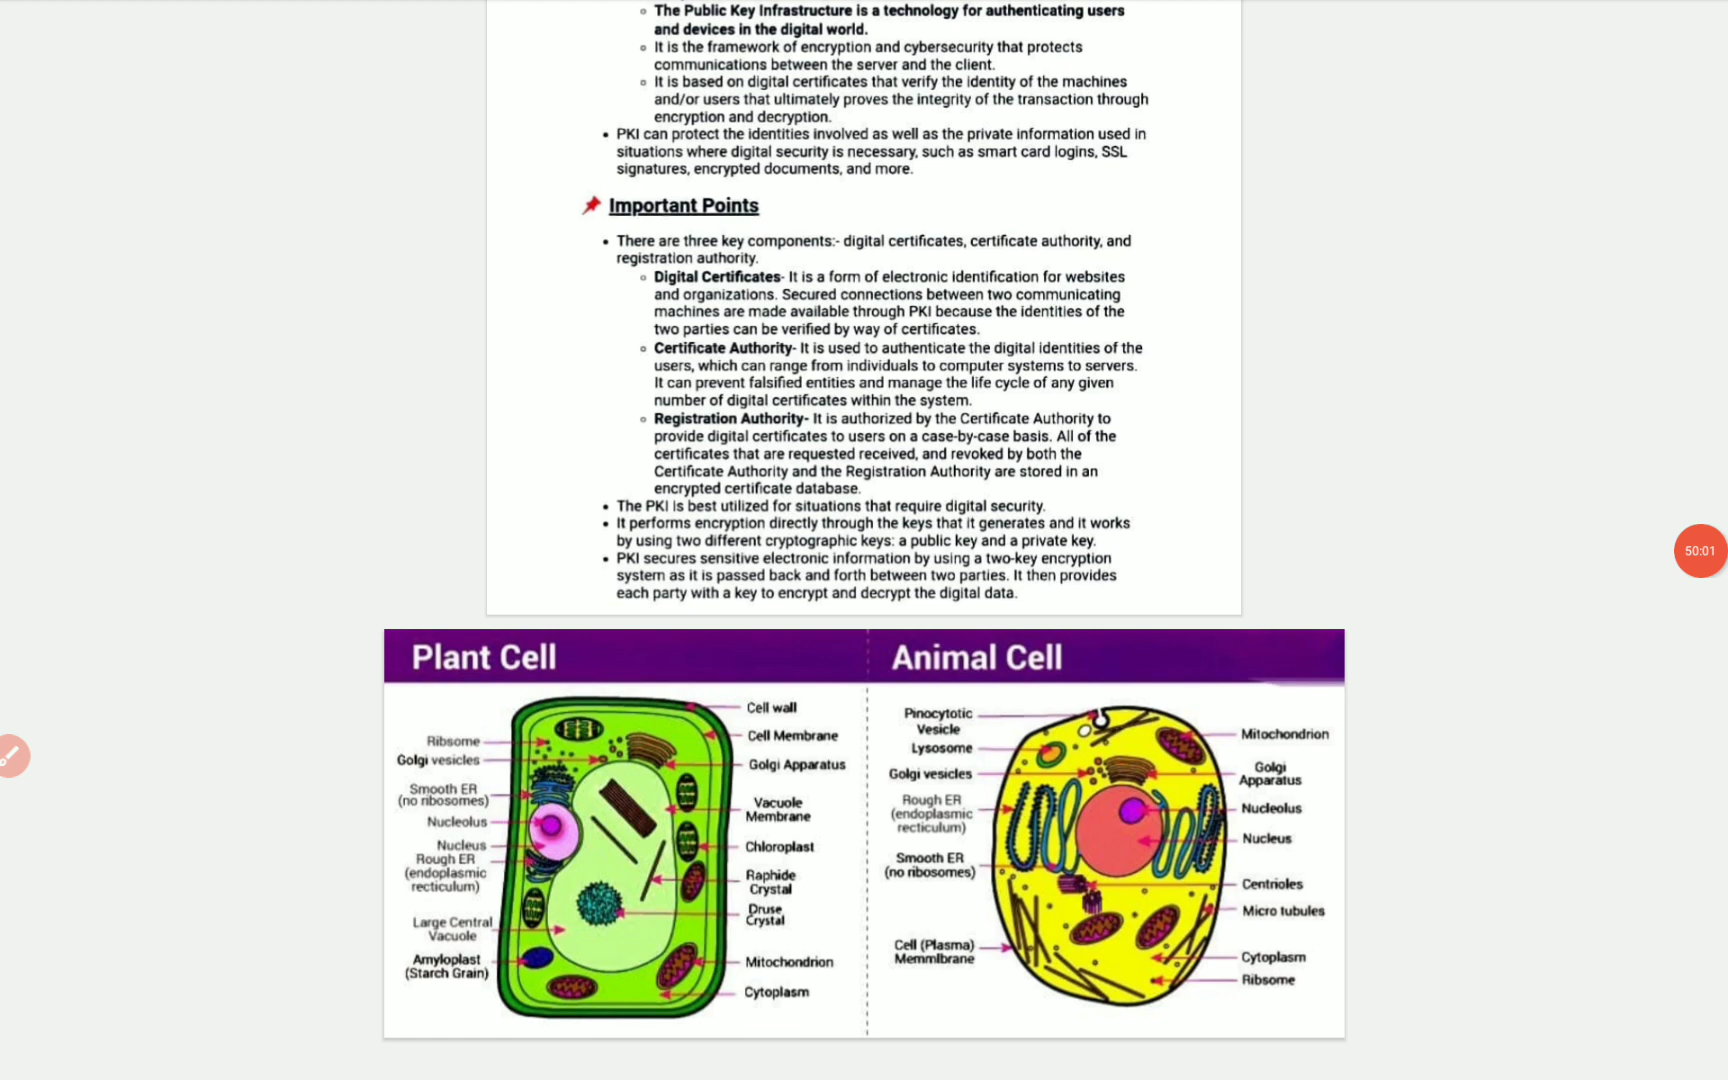 The Public Key Infrastructure is a technology for authenticating users
and devices in the digital world.
It is the framework of encryption and cybersecurity that protects
communications between the server and the client.
It is based on digital certificates that verify the identity of the machines
and/or users that ultimately proves the integrity of the transaction through
encryption and decryption.
PKI can protect the identities involved as well as the private information used in
situations where digital security is necessary, such as smart card logins, SSL
signatures, encrypted documents, and more.
Important Points
There are three key components:- digital certificates, certificate authority, and
registration authority.
Digital Certificates- It is a form of electronic identification for websites
and organizations. Secured connections between two communicating
machines are made available through PKI because the identities of the
two parties can be verified by way of certificates.
Certificate Authority- It is used to authenticate the digital identities of the
users, which can range from individuals to computer systems to servers.
It can prevent falsified entities and manage the life cycle of any given
number of digital certificates within the system.
Registration Authority- It is authorized by the Certificate Authority to
provide digital certificates to users on a case-by-case basis. All of the
certificates that are requested received, and revoked by both the
Certificate Authority and the Registration Authority are stored in an
encrypted certificate database.
The PKI is best utilized for situations that require digital security.
It performs encryption directly through the keys that it generates and it works
by using two different cryptographic keys: a public key and a private key.
PKI secures sensitive electronic information by using a two-key encryption
system as it is passed back and forth between two parties. It then provides
each party with a key to encrypt and decrypt the digital data.
50:01
Plant Cell
Ribsome
Golgi vesicles
Smooth ER
(no ribosomes)
Nucleolus
Nucleus
Rough ER
(endoplasmic
recticulum)
Large Central
Vacuole
Amyloplast
(Starch Grain)
Cell wall
Cell Membrane
Golgi Apparatus
Vacuole
Membrane
Chloroplast
Raphide
Crystal
Druse
Crystal
Mitochondrion
Cytoplasm
Animal Cell
Pinocytotic
Vesicle
Lysosome
Golgi vesicles
Rough ER
(endoplasmic
recticulum)
Smooth ER
(no ribosomes)
Cell (Plasma)
Memmlbrane
Mitochondrion
Golgi
Apparatus
Nucleolus
Nucleus
Centrioles
Micro tubules
Cytoplasm
Ribsome